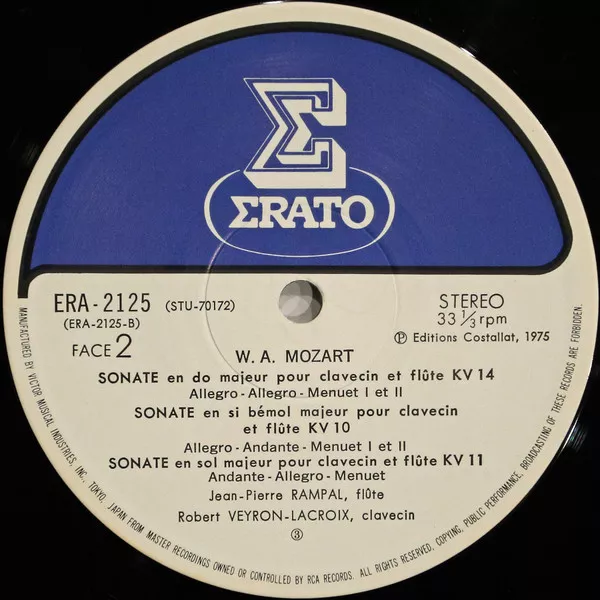 Σ
ΣRATO
ERA-2125 (STU-70172)
(ERA-2125-B)
FACE 2
STEREO
33 1/3 rpm
Ⓟ Editions Costallat, 1975
W. A. MOZART
SONATE en do majeur pour clavecin et flûte KV 14
Allegro - Allegro - Menuet I et II
SONATE en si bémol majeur pour clavecin
et flûte KV 10
Allegro - Andante - Menuet I et II
SONATE en sol majeur pour clavecin et flûte KV 11
Andante - Allegro - Menuet
Jean-Pierre RAMPAL, flûte
Robert VEYRON-LACROIX, clavecin
③
MANUFACTURED BY VICTOR MUSICAL INDUSTRIES, INC. TOKYO, JAPAN FROM MASTER RECORDINGS OWNED OR CONTROLLED BY RCA RECORDS. ALL RIGHTS RESERVED, COPYING, PUBLIC PERFORMANCE, BROADCASTING OF THESE RECORDS ARE FORBIDDEN.